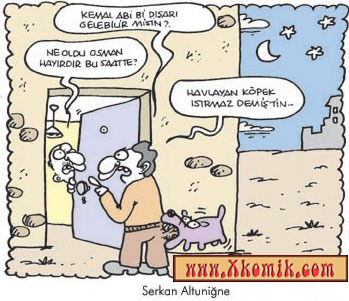 KEMAL ABİ Bİ DIŞARI
GELEBİLİR MİSİN?.
NE OLDU OSMAN
HAYIRDIR BU SAATTE?
HAVLAYAN KÖPEK
ISIRMAZ DEMİŞTİN...
www.Xkomik.com
Serkan Altuniğne